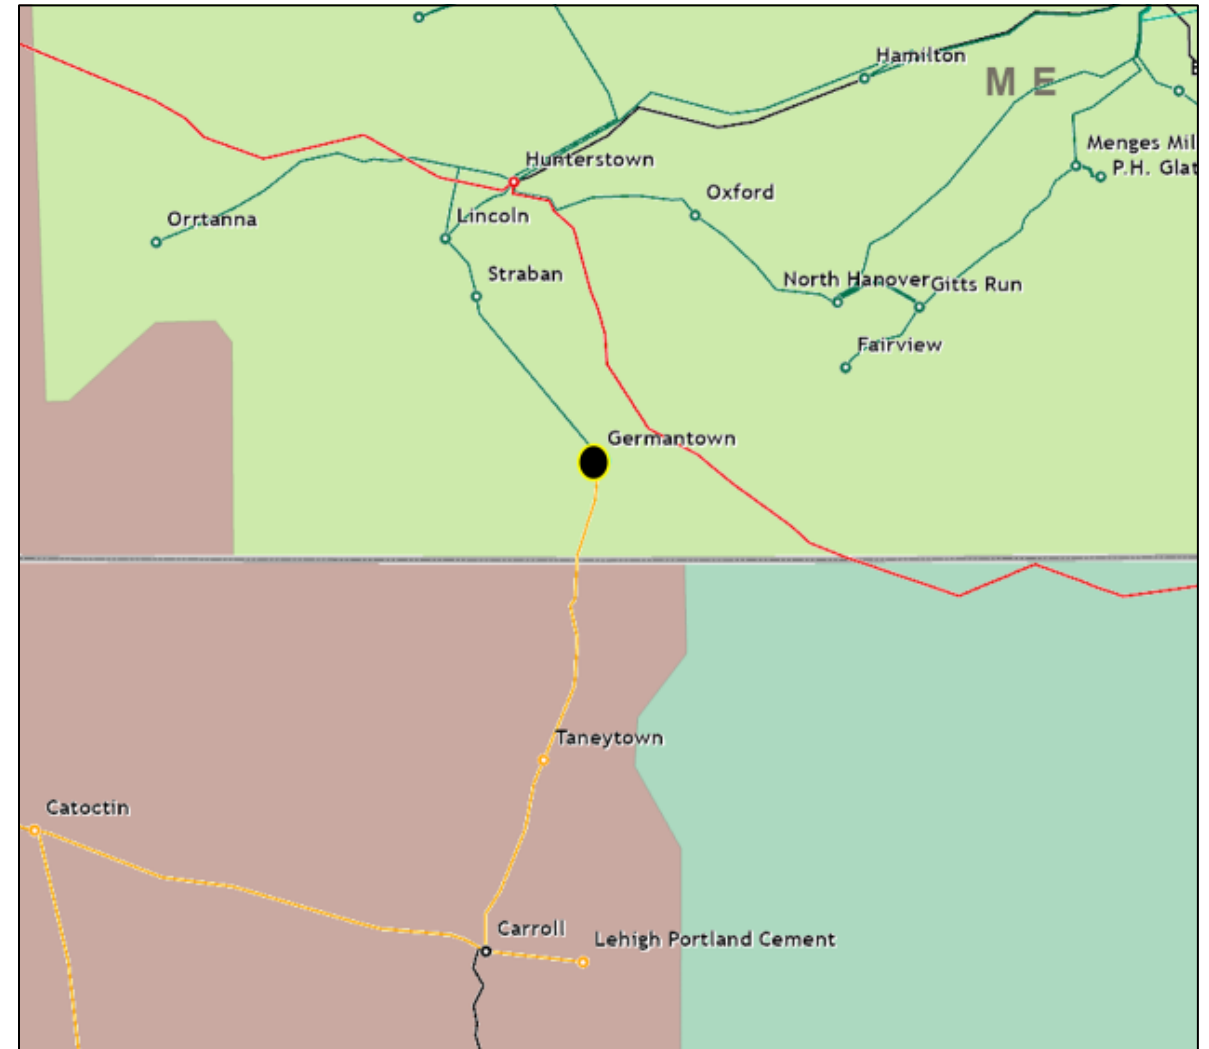 Hamilton
M E
Menges Mil
P.H. Glat
Hunterstown
Oxford
Orrtanna
Lincoln
Straban
North Hanover
Gitts Run
Fairview
Germantown
Taneytown
Catoctin
Carroll
Lehigh Portland Cement